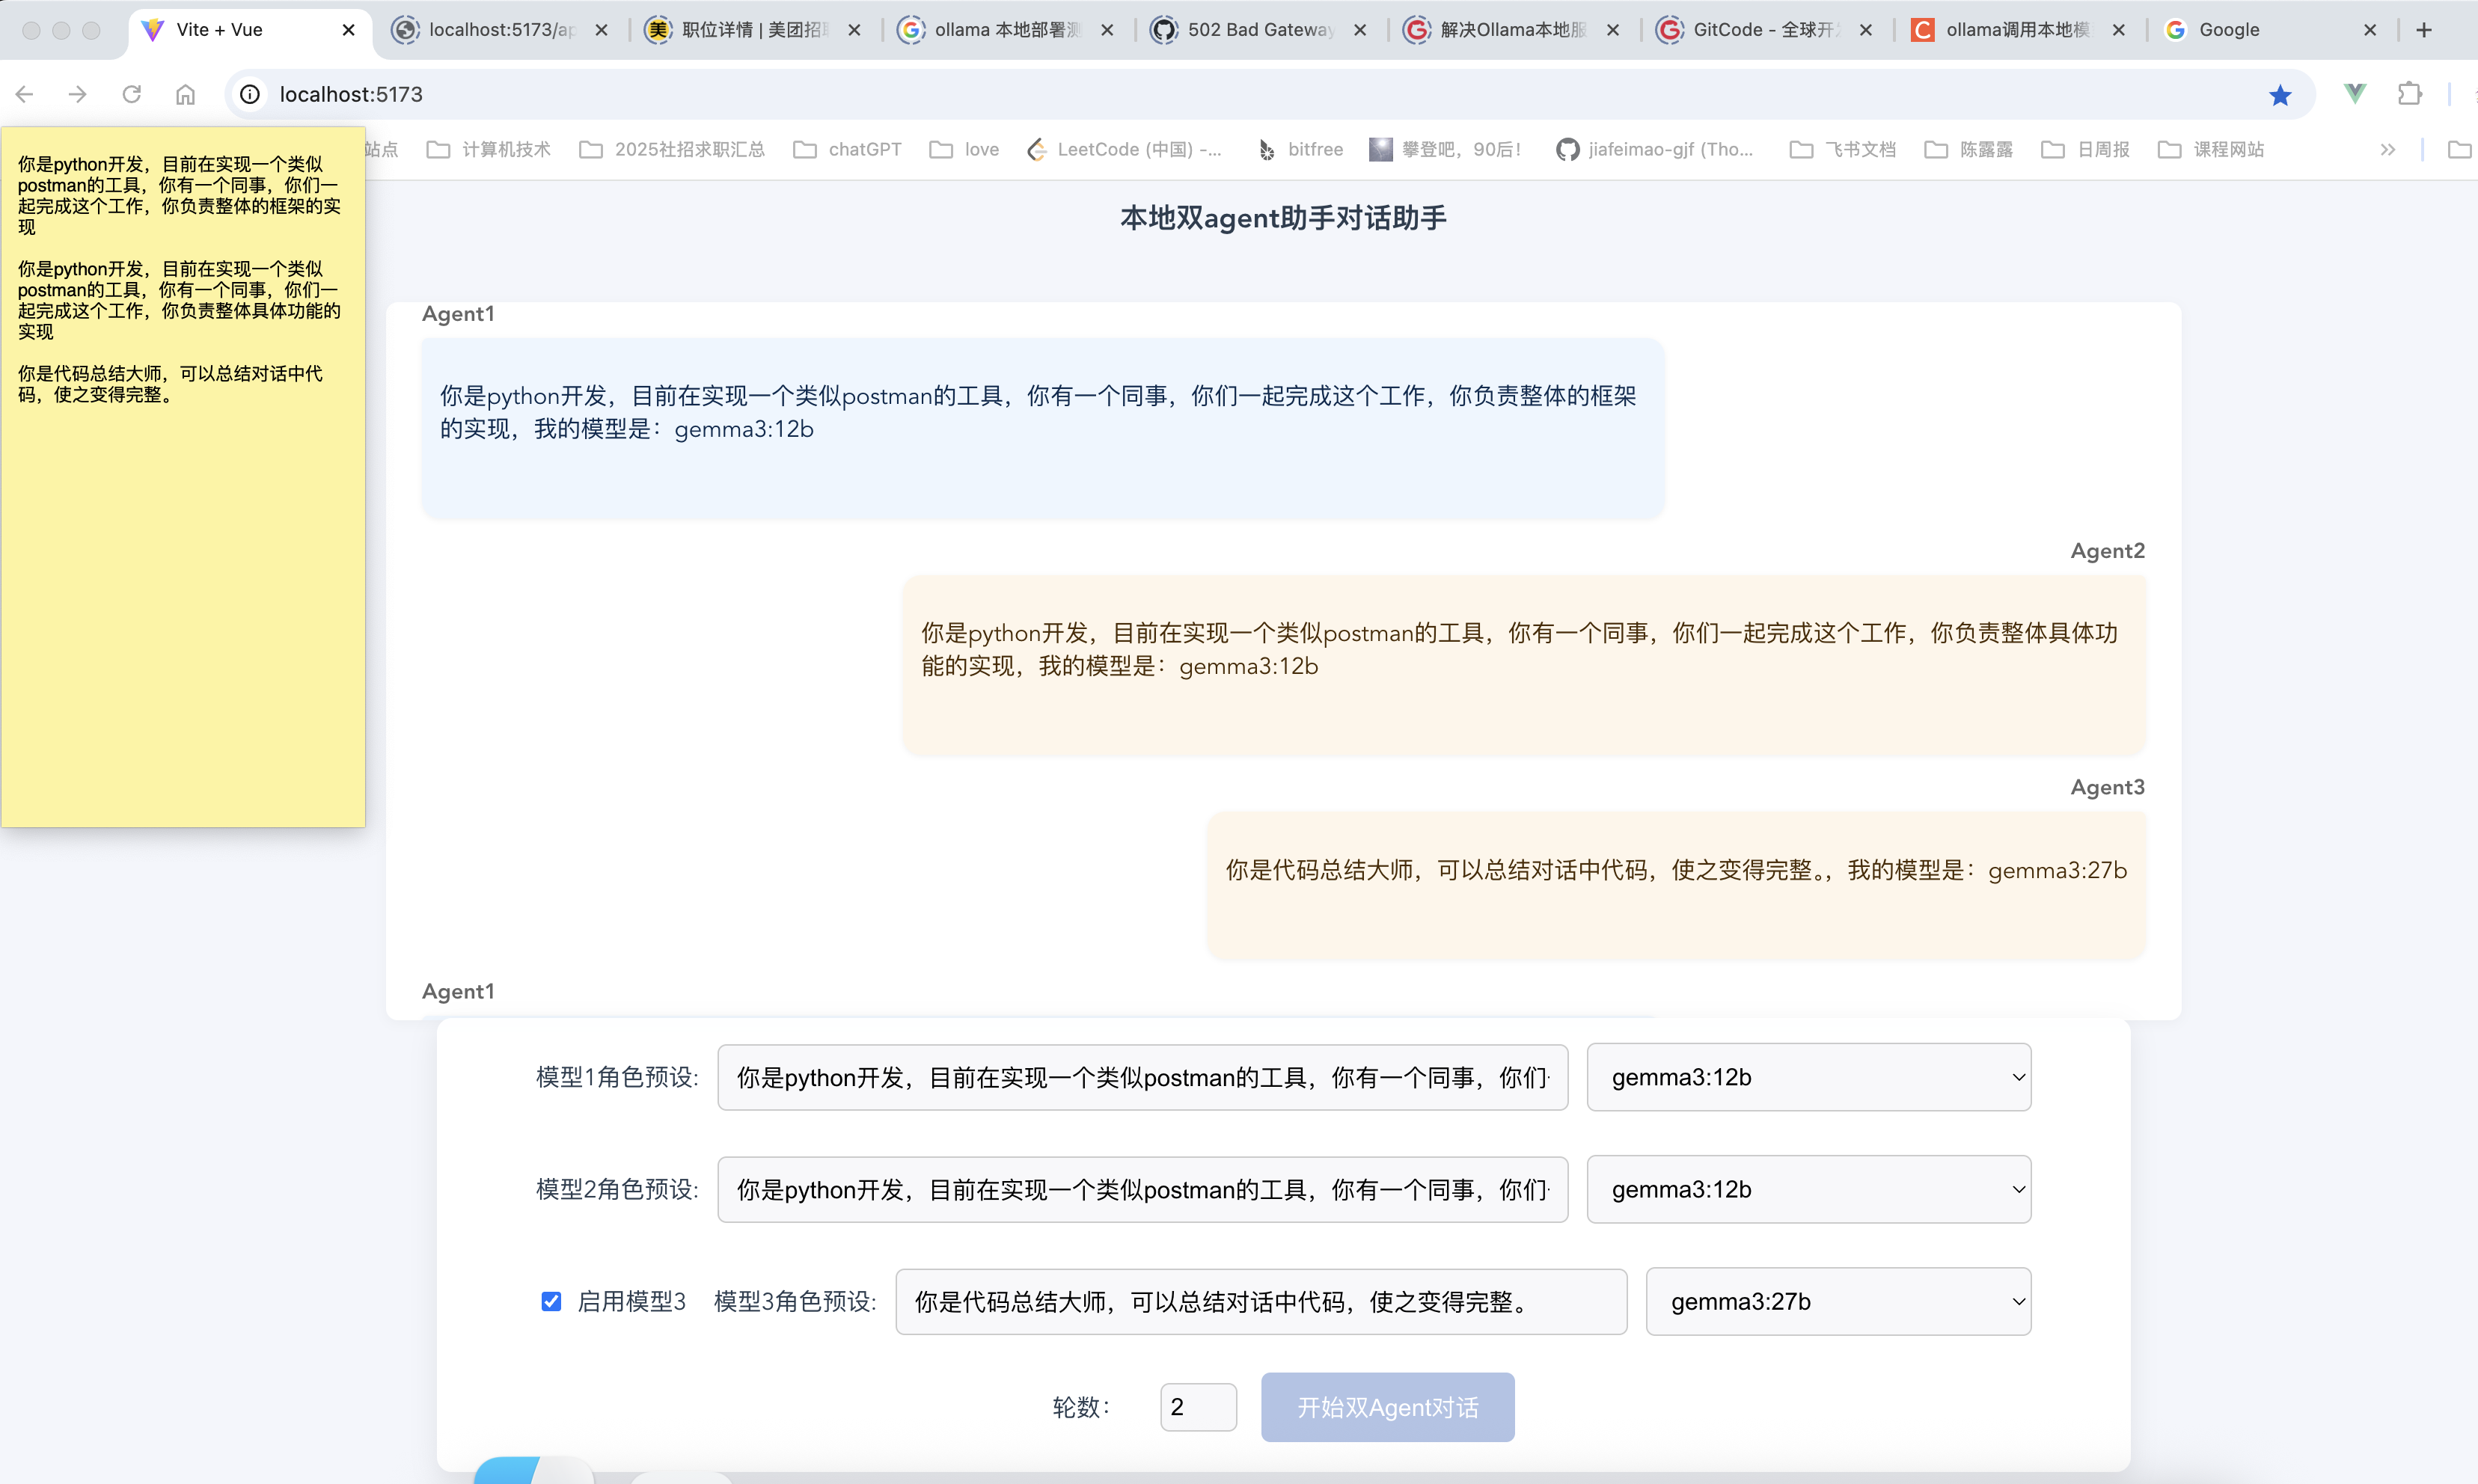 Vite + Vue
localhost:5173/ap
职位详情 | 美团招
ollama 本地部署测
502 Bad Gateway
解决Ollama本地服
GitCode - 全球开
ollama调用本地模
Google
localhost:5173
站点
计算机技术
2025社招求职汇总
chatGPT
love
LeetCode (中国) -...
bitfree
攀登吧，90后！
jiafeimao-gjf (Tho...
飞书文档
陈露露
日周报
课程网站
你是python开发，目前在实现一个类似
postman的工具，你有一个同事，你们一
起完成这个工作，你负责整体的框架的实
现
你是python开发，目前在实现一个类似
postman的工具，你有一个同事，你们一
起完成这个工作，你负责整体具体功能的
实现
你是代码总结大师，可以总结对话中代
码，使之变得完整。
本地双agent助手对话助手
Agent1
你是python开发，目前在实现一个类似postman的工具，你有一个同事，你们一起完成这个工作，你负责整体的框架
的实现，我的模型是：gemma3:12b
Agent2
你是python开发，目前在实现一个类似postman的工具，你有一个同事，你们一起完成这个工作，你负责整体具体功
能的实现，我的模型是：gemma3:12b
Agent3
你是代码总结大师，可以总结对话中代码，使之变得完整。，我的模型是：gemma3:27b
Agent1
模型1角色预设:
你是python开发，目前在实现一个类似postman的工具，你有一个同事，你们
gemma3:12b
模型2角色预设:
你是python开发，目前在实现一个类似postman的工具，你有一个同事，你们
gemma3:12b
启用模型3
模型3角色预设:
你是代码总结大师，可以总结对话中代码，使之变得完整。
gemma3:27b
轮数：
2
开始双Agent对话